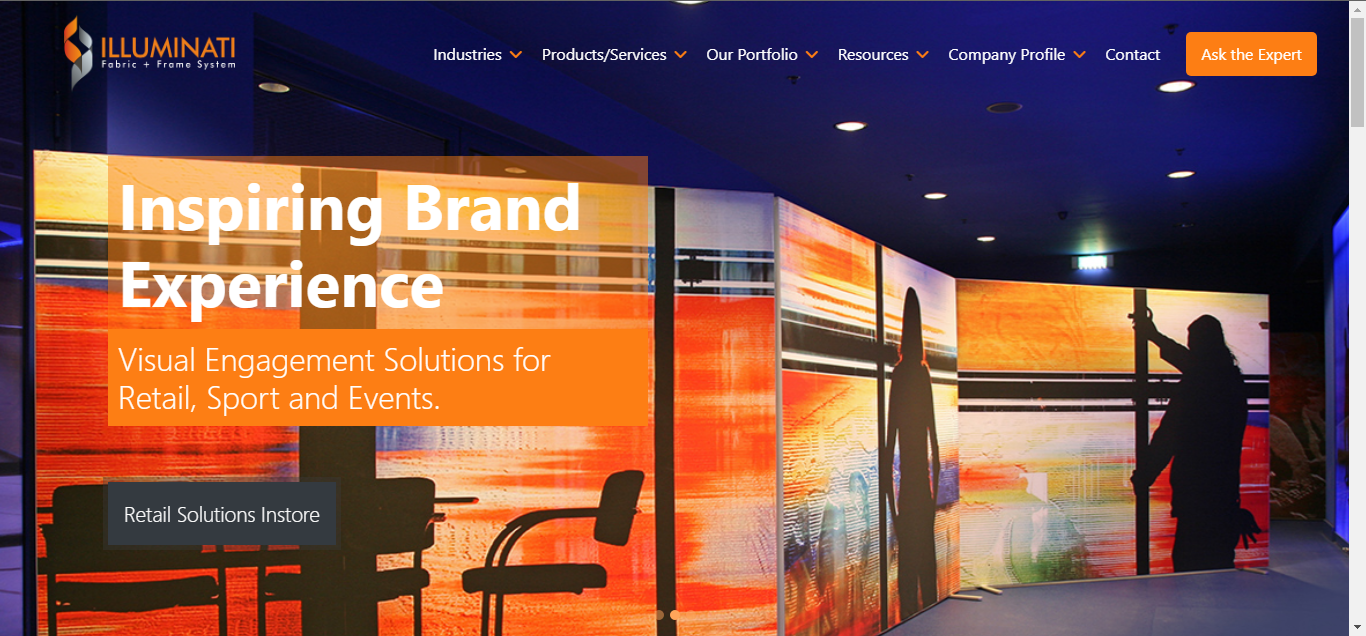 ILLUMINATI
Fabric + Frame System
Industries
Products/Services
Our Portfolio
Resources
Company Profile
Contact
Ask the Expert
Inspiring Brand
Experience
Visual Engagement Solutions for
Retail, Sport and Events.
Retail Solutions Instore